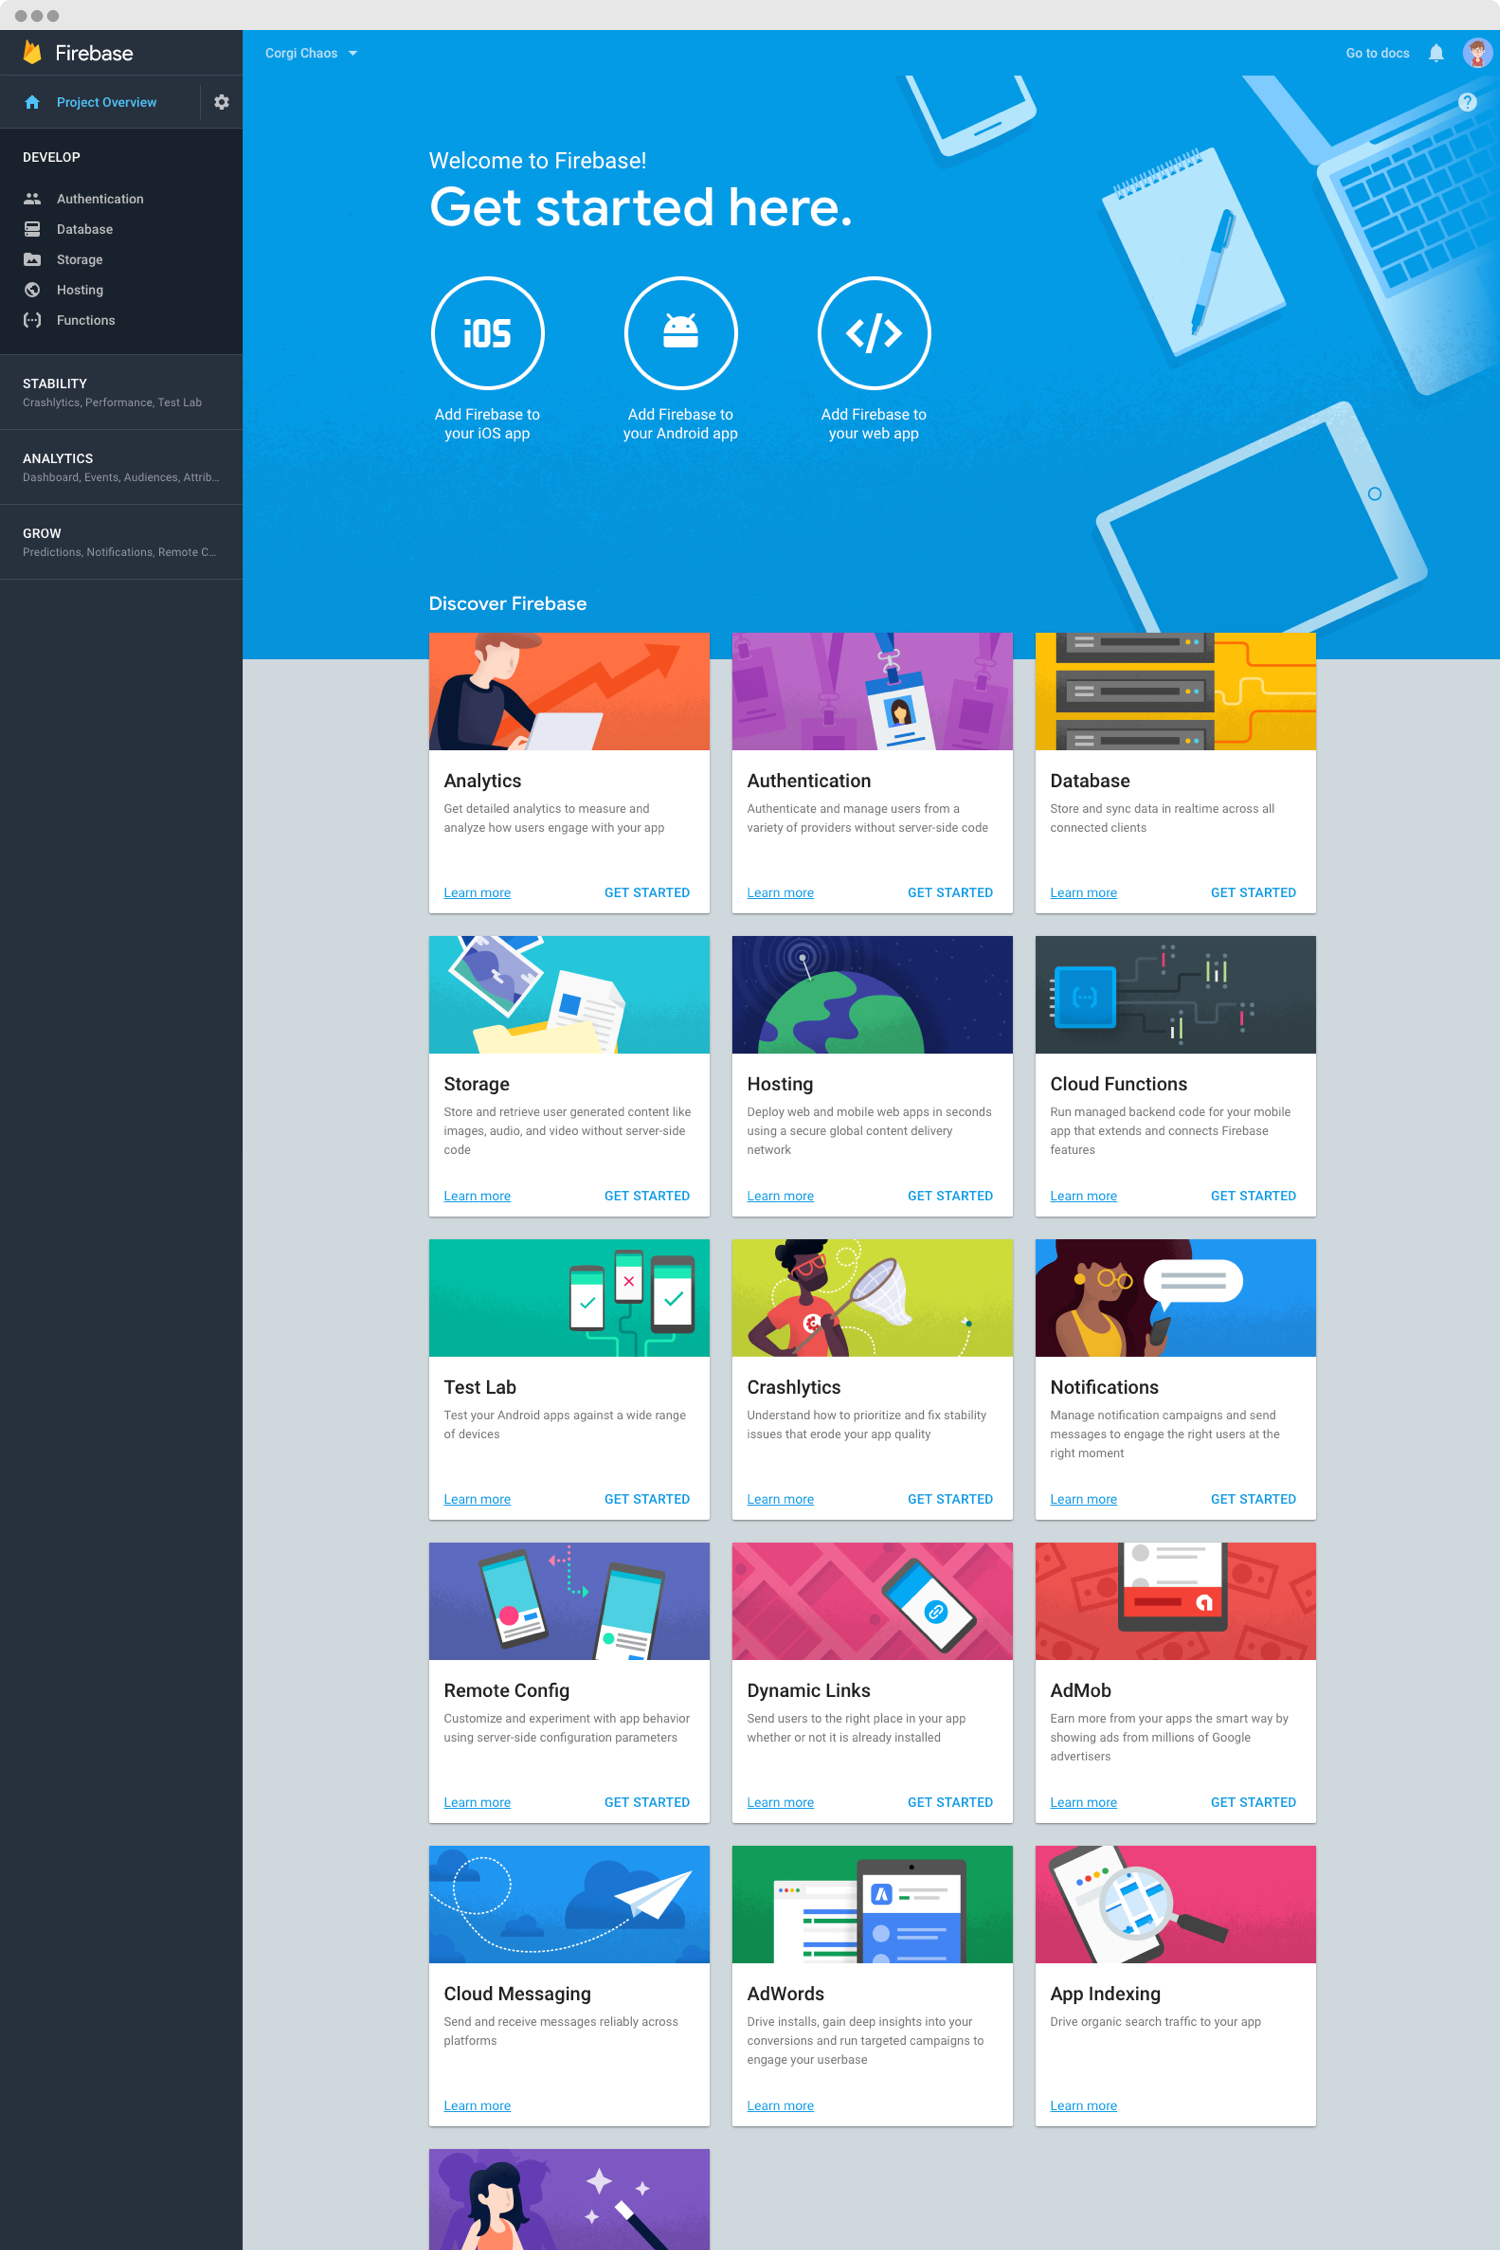 Firebase
Corgi Chaos
Go to docs
Project Overview
DEVELOP
Authentication
Database
Storage
Hosting
Functions
STABILITY
Crashlytics, Performance, Test Lab
ANALYTICS
Dashboard, Events, Audiences, Attrib...
GROW
Predictions, Notifications, Remote C...
Welcome to Firebase!
Get started here.
iOS
Add Firebase to
your iOS app
Add Firebase to
your Android app
Add Firebase to
your web app
Discover Firebase
Analytics
Get detailed analytics to measure and
analyze how users engage with your app
Learn more
GET STARTED
Authentication
Authenticate and manage users from a
variety of providers without server-side code
Learn more
GET STARTED
Database
Store and sync data in realtime across all
connected clients
Learn more
GET STARTED
Storage
Store and retrieve user generated content like
images, audio, and video without server-side
code
Learn more
GET STARTED
Hosting
Deploy web and mobile web apps in seconds
using a secure global content delivery
network
Learn more
GET STARTED
Cloud Functions
Run managed backend code for your mobile
app that extends and connects Firebase
features
Learn more
GET STARTED
Test Lab
Test your Android apps against a wide range
of devices
Learn more
GET STARTED
Crashlytics
Understand how to prioritize and fix stability
issues that erode your app quality
Learn more
GET STARTED
Notifications
Manage notification campaigns and send
messages to engage the right users at the
right moment
Learn more
GET STARTED
Remote Config
Customize and experiment with app behavior
using server-side configuration parameters
Learn more
GET STARTED
Dynamic Links
Send users to the right place in your app
whether or not it is already installed
Learn more
GET STARTED
AdMob
Earn more from your apps the smart way by
showing ads from millions of Google
advertisers
Learn more
GET STARTED
Cloud Messaging
Send and receive messages reliably across
platforms
Learn more
AdWords
Drive installs, gain deep insights into your
conversions and run targeted campaigns to
engage your userbase
Learn more
App Indexing
Drive organic search traffic to your app
Learn more